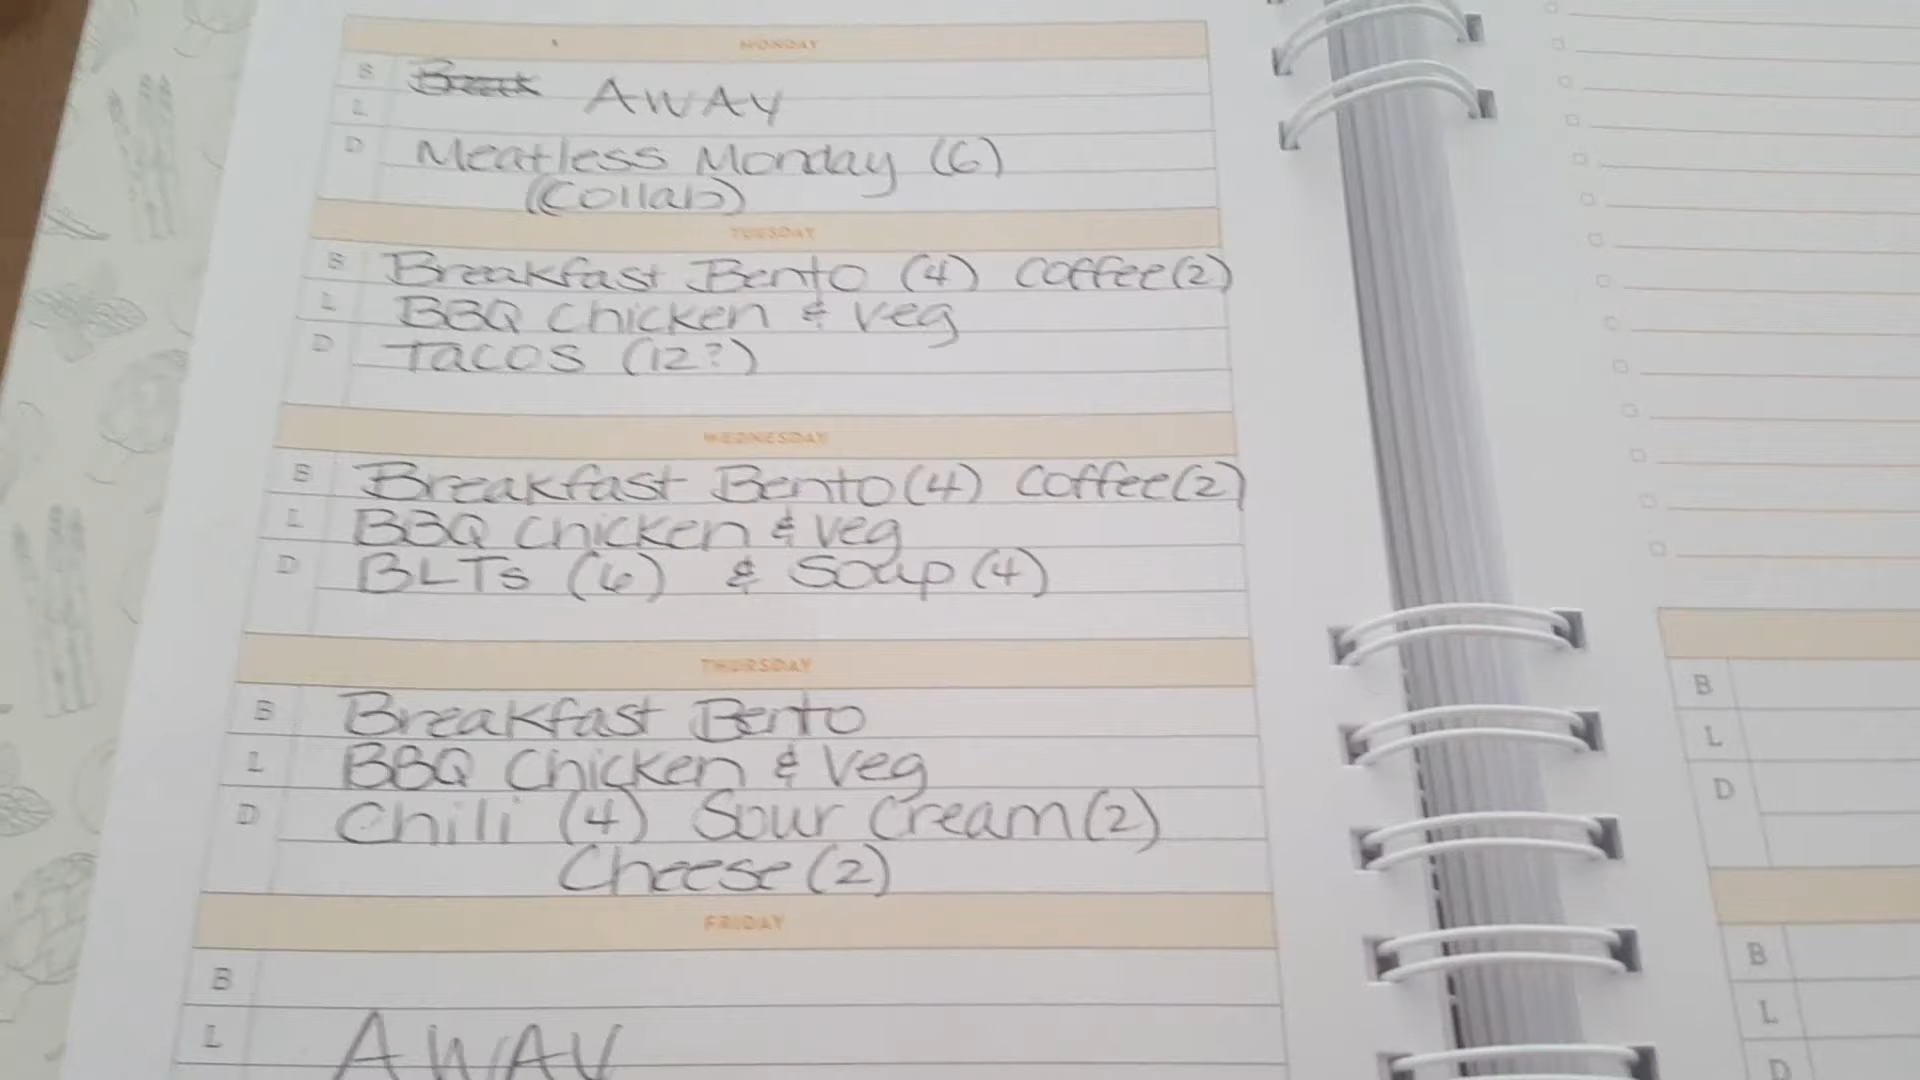 MONDAY
B
L AWAY
D Meatless Monday (6)
(Collab)
TUESDAY
B Breakfast Bento (4) Coffee (2)
L BBQ Chicken & Veg
D Tacos (12?)
WEDNESDAY
B Breakfast Bento (4) Coffee (2)
L BBQ Chicken & Veg
D BLTs (6) & Soup (4)
THURSDAY
B Breakfast Bento
L BBQ Chicken & Veg
D Chili (4) Sour Cream (2)
Cheese (2)
FRIDAY
B
L AWAY
B
L
D
B
L
D